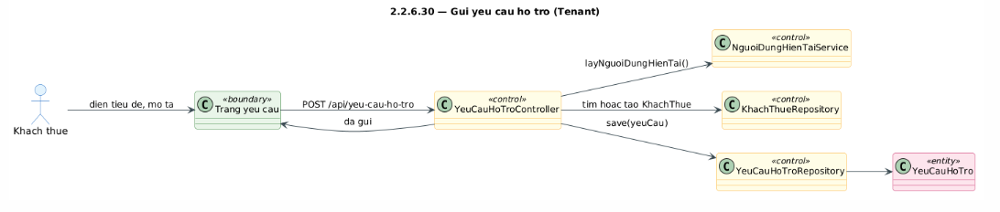 2.2.6.30 — Gui yeu cau ho tro (Tenant)
«control»
C NguoiDungHienTaiService
layNguoiDungHienTai()
Khach thue
dien tieu de, mo ta
«boundary»
C Trang yeu cau
POST /api/yeu-cau-ho-tro
da gui
«control»
C YeuCauHoTroController
tim hoac tao KhachThue
«control»
C KhachThueRepository
save(yeuCau)
«control»
C YeuCauHoTroRepository
«entity»
C YeuCauHoTro